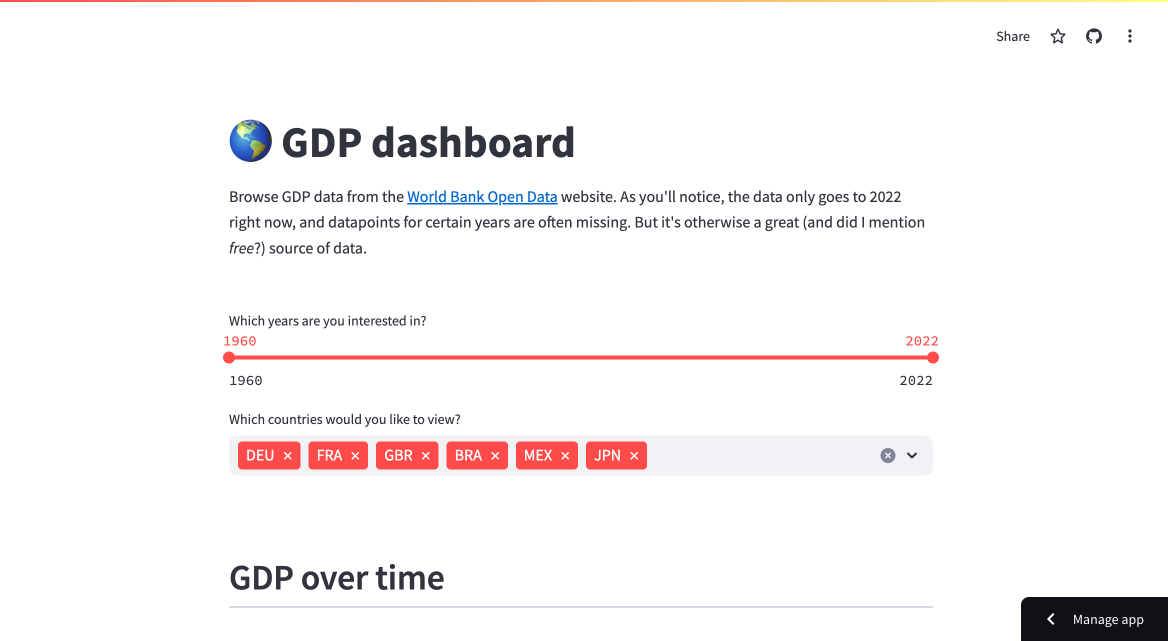 Share
GDP dashboard
Browse GDP data from the World Bank Open Data website. As you'll notice, the data only goes to 2022
right now, and datapoints for certain years are often missing. But it's otherwise a great (and did I mention
free?) source of data.
Which years are you interested in?
1960 2022
1960 2022
Which countries would you like to view?
DEU FRA GBR BRA MEX JPN
GDP over time
Manage app